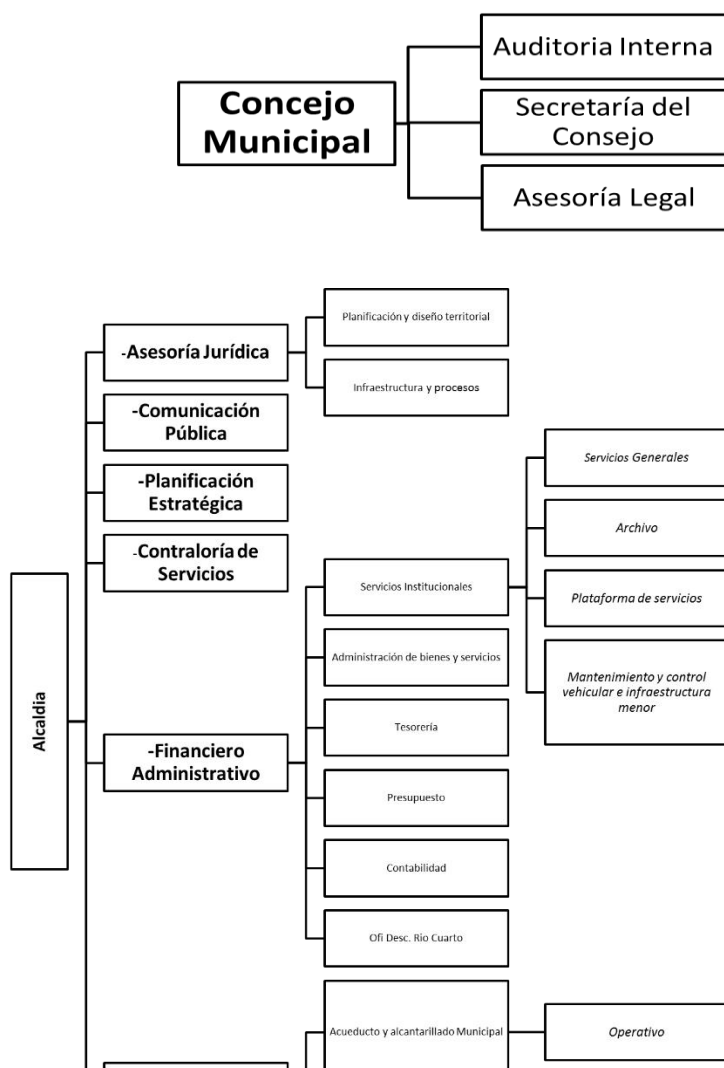 Concejo
Municipal
Auditoria Interna
Secretaría del
Consejo
Asesoría Legal
Alcaldia
-Asesoría Jurídica
Planificación y diseño territorial
Infraestructura y procesos
-Comunicación
Pública
-Planificación
Estratégica
-Contraloría de
Servicios
-Financiero
Administrativo
Servicios Institucionales
Servicios Generales
Archivo
Plataforma de servicios
Mantenimiento y control
vehicular e infraestructura
menor
Administración de bienes y servicios
Tesorería
Presupuesto
Contabilidad
Ofi Desc. Rio Cuarto
Acueducto y alcantarillado Municipal
Operativo